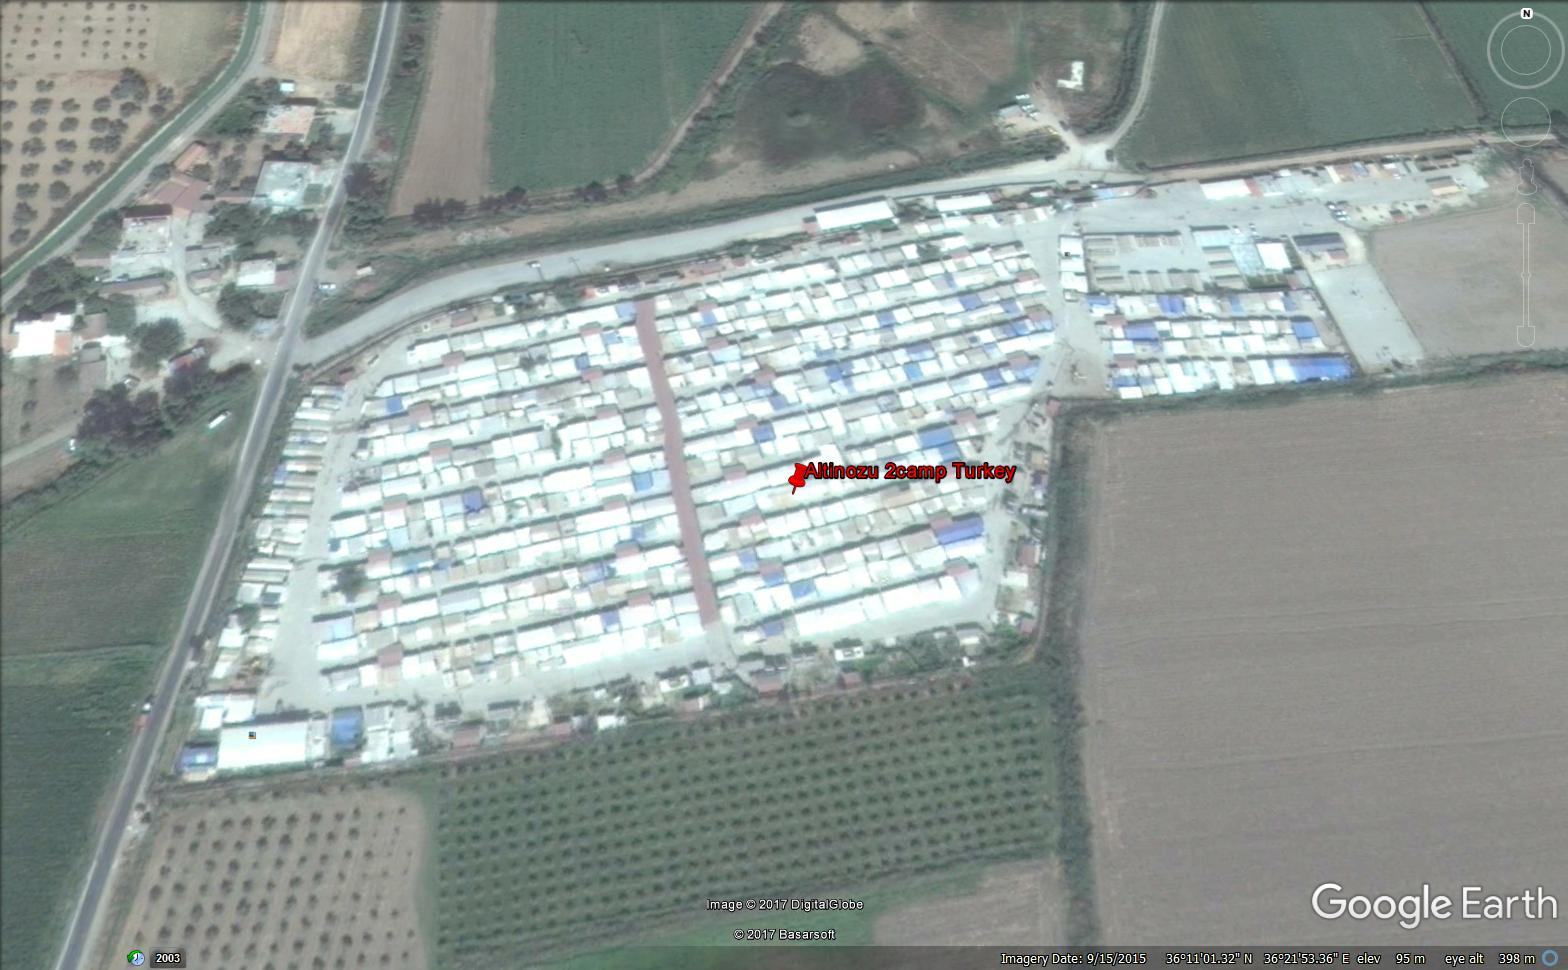 N
Altinozu 2camp Turkey
Image © 2017 DigitalGlobe
© 2017 Basarsoft
Google Earth
2003
Imagery Date: 9/15/2015 36°11'01.32" N 36°21'53.36" E elev 95 m eye alt 398 m